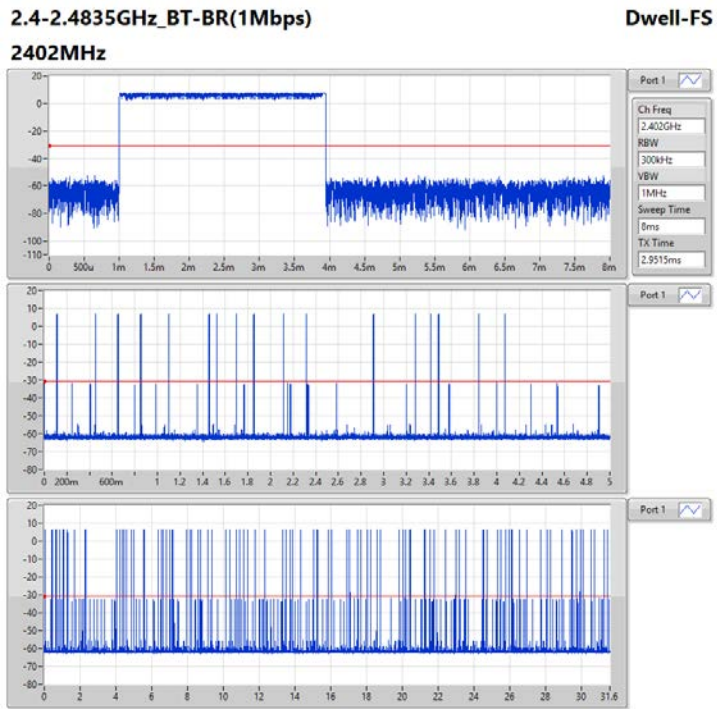 2.4-2.4835GHz_BT-BR(1Mbps) Dwell-FS
2402MHz
20
0
-20
-40
-60
-80
-100
-110
0 500u 1m 1.5m 2m 2.5m 3m 3.5m 4m 4.5m 5m 5.5m 6m 6.5m 7m 7.5m 8m
Port 1
Ch Freq
2.402GHz
RBW
300kHz
VBW
1MHz
Sweep Time
8ms
TX Time
2.9515ms
20
10
0
-10
-20
-30
-40
-50
-60
-70
-80
0 200m 600m 1 1.2 1.4 1.6 1.8 2 2.2 2.4 2.6 2.8 3 3.2 3.4 3.6 3.8 4 4.2 4.4 4.6 4.8 5
Port 1
20
10
0
-10
-20
-30
-40
-50
-60
-70
-80
0 2 4 6 8 10 12 14 16 18 20 22 24 26 28 30 31.6
Port 1